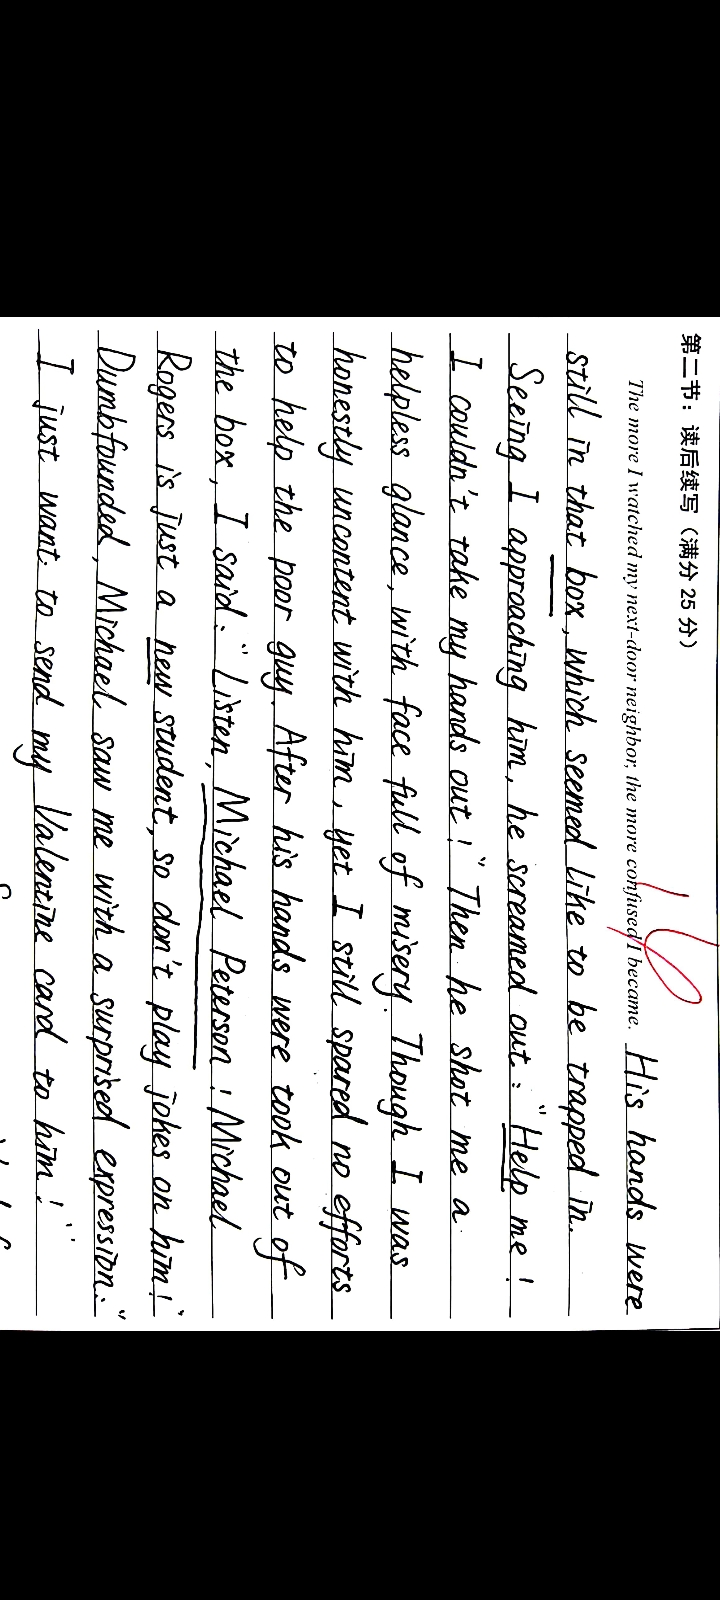 第二节：读后续写（满分 25 分）
The more I watched my next-door neighbor, the more confused I became. His hands were
still in that box, which seemed like to be trapped in.
Seeing I approaching him, he screamed out: "Help me!
I couldn't take my hands out!" Then he shot me a
helpless glance, with face full of misery. Though I was
honestly uncontent with him, yet I still spared no efforts
to help the poor guy. After his hands were took out of
the box, I said: "Listen, Michael Peterson! Michael
Rogers is just a new student, so don't play jokes on him!"
Dumbfounded, Michael saw me with a surprised expression: "
I just want to send my Valentine card to him!"
16